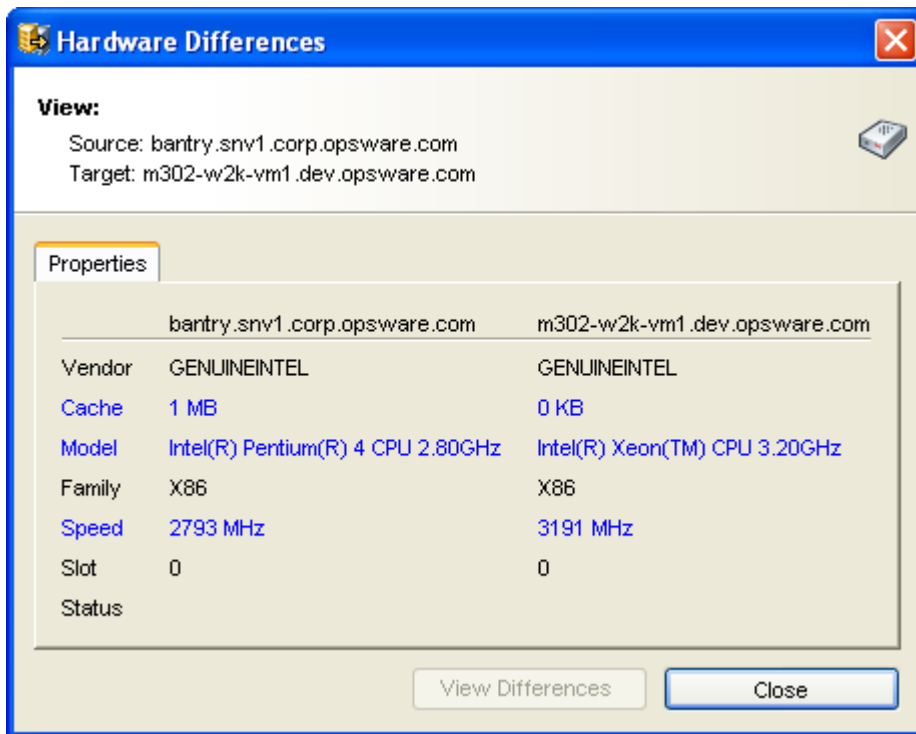 Hardware Differences
View:
Source: bantry.snv1.corp.opsware.com
Target: m302-w2k-vm1.dev.opsware.com
Properties
bantry.snv1.corp.opsware.com m302-w2k-vm1.dev.opsware.com
Vendor GENUINEINTEL GENUINEINTEL
Cache 1 MB 0 KB
Model Intel(R) Pentium(R) 4 CPU 2.80GHz Intel(R) Xeon(TM) CPU 3.20GHz
Family X86 X86
Speed 2793 MHz 3191 MHz
Slot 0 0
Status
View Differences Close